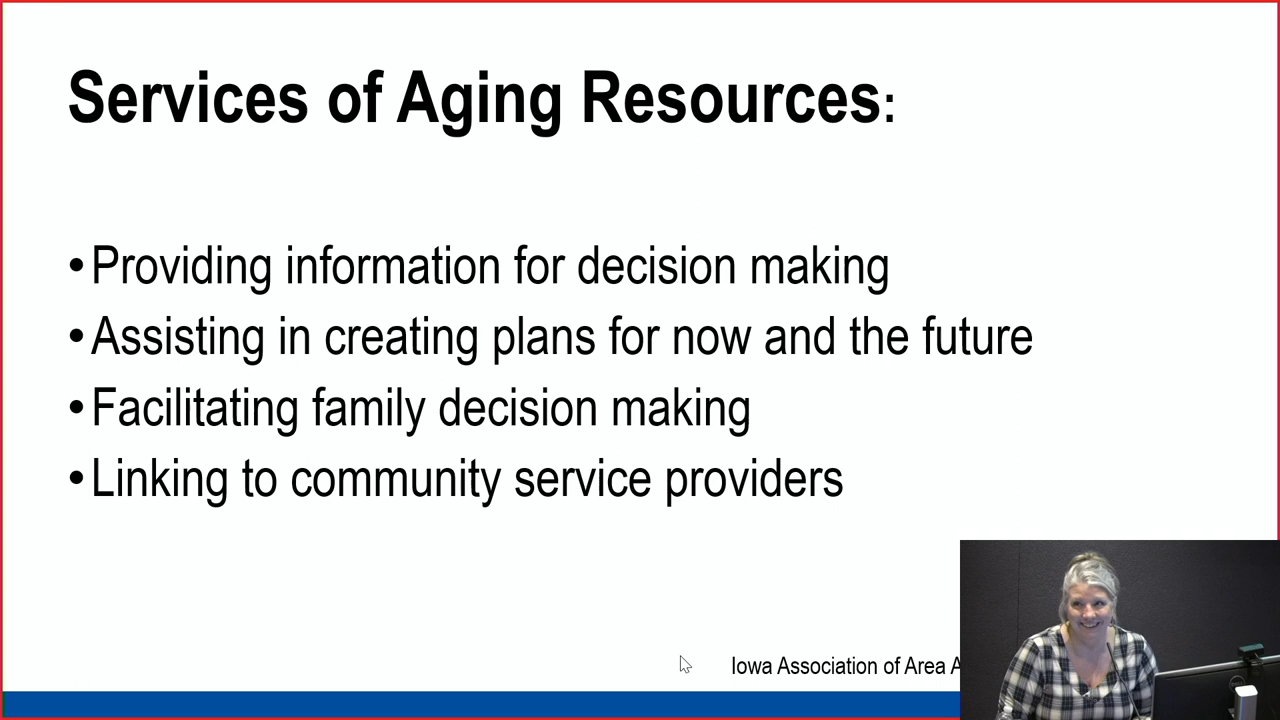 Services of Aging Resources:
•Providing information for decision making
•Assisting in creating plans for now and the future
•Facilitating family decision making
•Linking to community service providers
Iowa Association of Area A